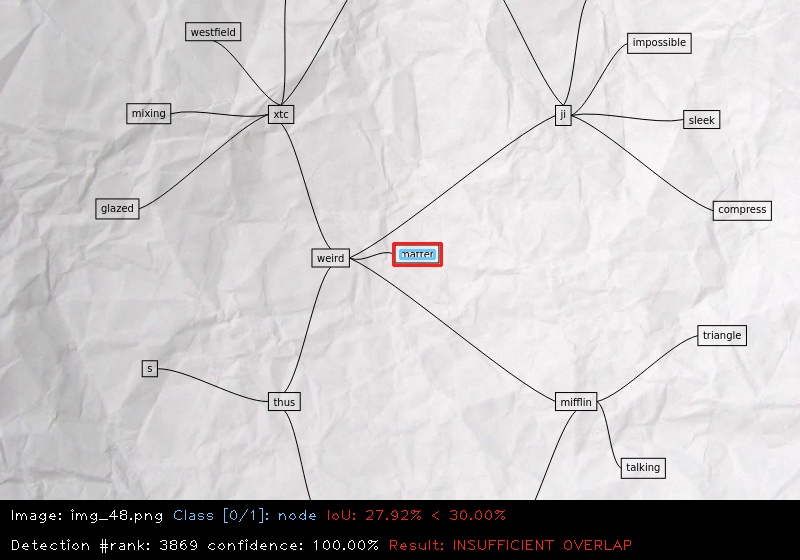 westfield
impossible
mixing
xtc
ji
sleek
glazed
compress
weird
matter
triangle
s
thus
mifflin
talking
Image: img_48.png Class [0/1]: node IoU: 27.92% < 30.00%
Detection #rank: 3869 confidence: 100.00% Result: INSUFFICIENT OVERLAP